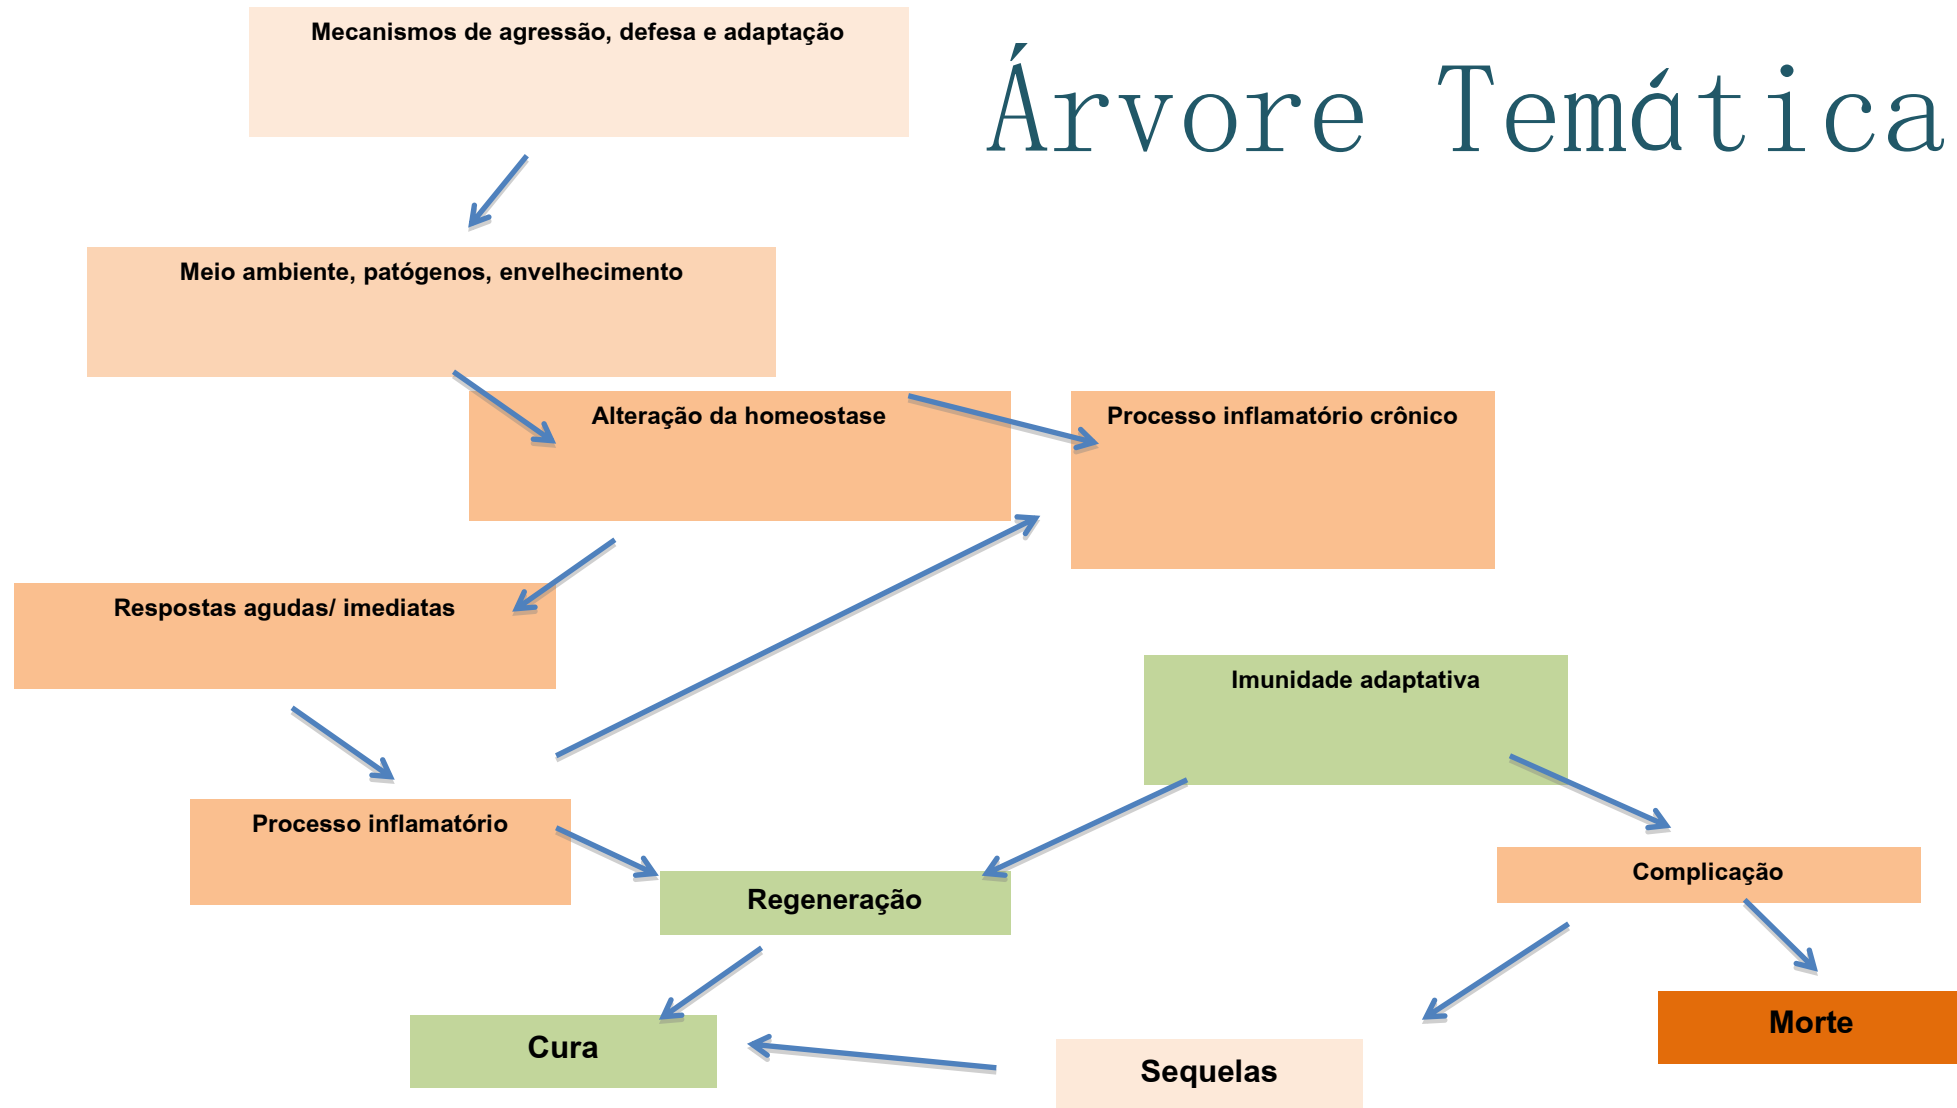 Mecanismos de agressão, defesa e adaptação
Árvore Temática
Meio ambiente, patógenos, envelhecimento
Alteração da homeostase
Processo inflamatório crônico
Respostas agudas/ imediatas
Imunidade adaptativa
Processo inflamatório
Complicação
Regeneração
Morte
Cura
Sequelas